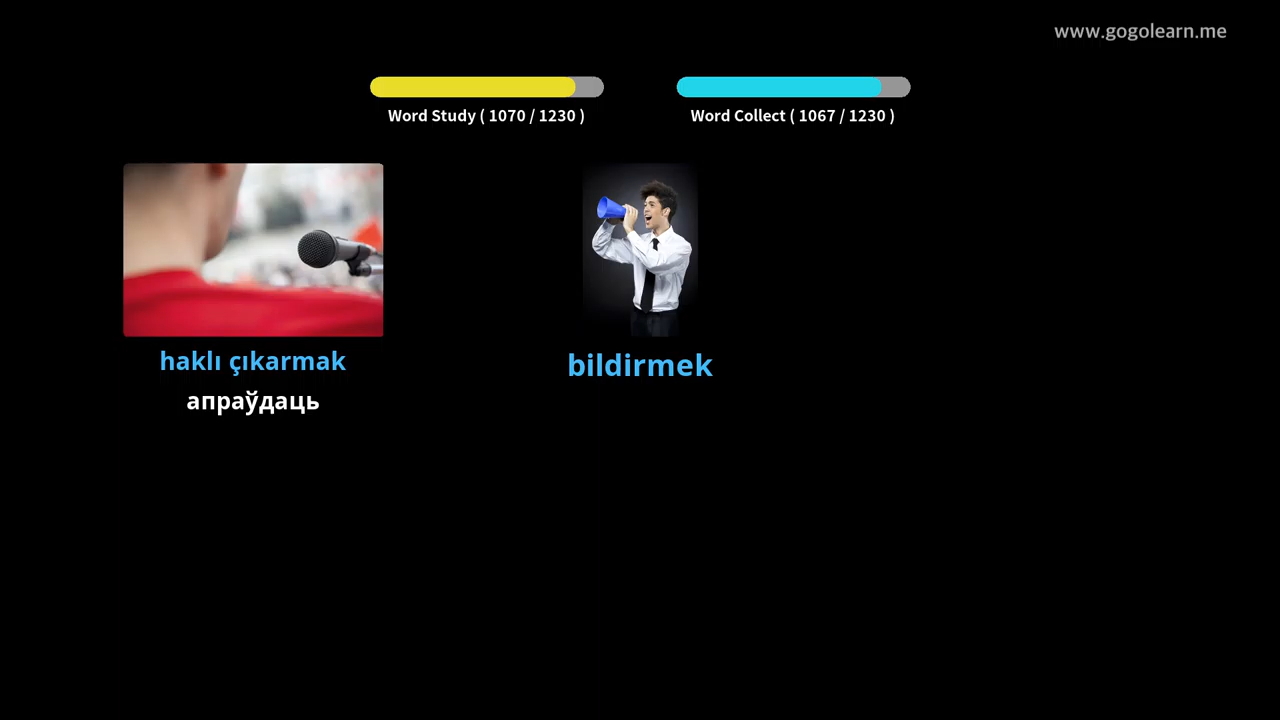 www.gogolearn.me
Word Study ( 1070 / 1230 )
Word Collect ( 1067 / 1230 )
haklı çıkarmak
апраўдаць
bildirmek